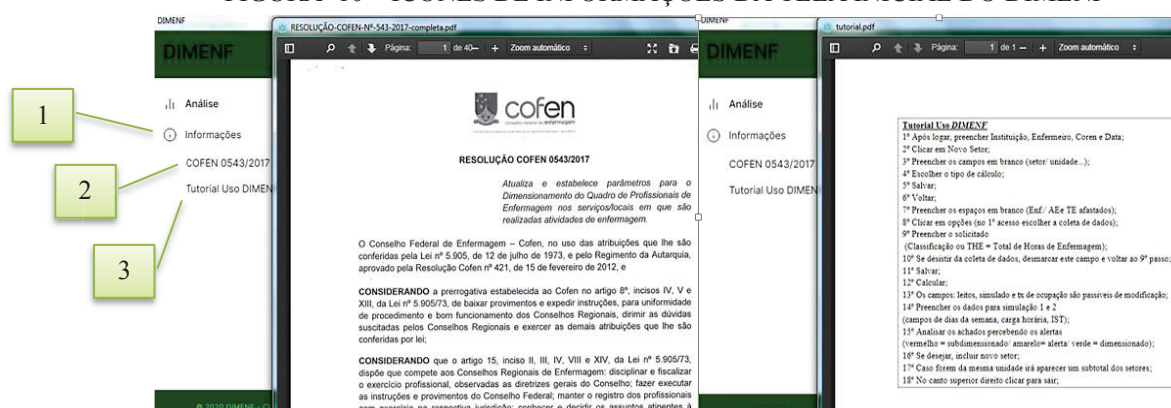 FIGURA 10 – ÍCONES DE INFORMAÇÕES DA TELA INICIAL DO DIMENF
DIMENF
RESOLUÇÃO-COFEN-Nº-543-2017-completa.pdf
DIMENF
Página: 1 de 40
Zoom automático
Análise
Informações
COFEN 0543/2017
Tutorial Uso DIMEN
1
2
3
cofen
conselho federal de enfermagem
RESOLUÇÃO COFEN 0543/2017
Atualiza e estabelece parâmetros para o
Dimensionamento do Quadro de Profissionais de
Enfermagem nos serviços/locais em que são
realizadas atividades de enfermagem.
O Conselho Federal de Enfermagem – Cofen, no uso das atribuições que lhe são
conferidas pela Lei nº 5.905, de 12 de julho de 1973, e pelo Regimento da Autarquia,
aprovado pela Resolução Cofen nº 421, de 15 de fevereiro de 2012, e
CONSIDERANDO a prerrogativa estabelecida ao Cofen no artigo 8º, incisos IV, V e
XIII, da Lei nº 5.905/73, de baixar provimentos e expedir instruções, para uniformidade
de procedimento e bom funcionamento dos Conselhos Regionais, dirimir as dúvidas
suscitadas pelos Conselhos Regionais e exercer as demais atribuições que lhe são
conferidas por lei;
CONSIDERANDO que o artigo 15, inciso II, III, IV, VIII e XIV, da Lei nº 5.905/73,
dispõe que compete aos Conselhos Regionais de Enfermagem: disciplinar e fiscalizar
o exercício profissional, observadas as diretrizes gerais do Conselho; fazer executar
as instruções e provimentos do Conselho Federal; manter o registro dos profissionais
com exercício na respectiva jurisdição; conhecer e decidir os assuntos atinentes à
© 2020 DIMENF - C
DIMENF
DIMENF
tutorial.pdf
Página: 1 de 1
Zoom automático
Análise
Informações
COFEN 0543/2017
Tutorial Uso DIMEN
Tutorial Uso DIMENF
1º Após logar, preencher Instituição, Enfermeiro, Coren e Data;
2º Clicar em Novo Setor;
3º Preencher os campos em branco (setor/ unidade...);
4º Escolher o tipo de cálculo;
5º Salvar;
6º Voltar;
7º Preencher os espaços em branco (Enf./ AEe TE afastados);
8º Clicar em opções (no 1º acesso escolher a coleta de dados);
9º Preencher o solicitado
(Classificação ou THE = Total de Horas de Enfermagem);
10º Se desistir da coleta de dados, desmarcar este campo e voltar ao 9º passo;
11º Salvar;
12º Calcular;
13º Os campos: leitos, simulado e tx de ocupação são passíveis de modificação;
14º Preencher os dados para simulação 1 e 2
(campos de dias da semana, carga horária, IST);
15º Analisar os achados percebendo os alertas
(vermelho = subdimensionado/ amarelo= alerta/ verde = dimensionado);
16º Se desejar, incluir novo setor;
17º Caso forem da mesma unidade irá aparecer um subtotal dos setores;
18º No canto superior direito clicar para sair;